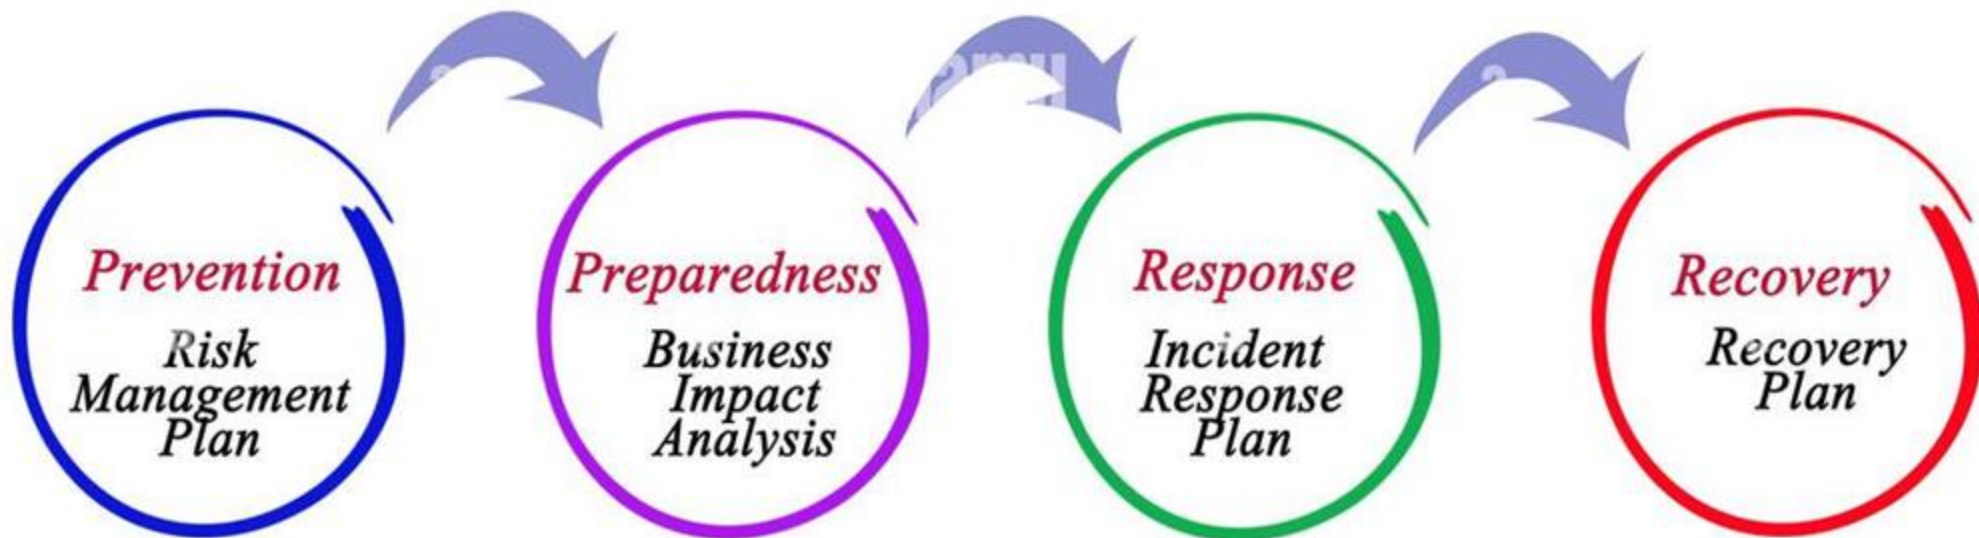 Prevention
Risk
Management
Plan
Preparedness
Business
Impact
Analysis
Response
Incident
Response
Plan
Recovery
Recovery
Plan